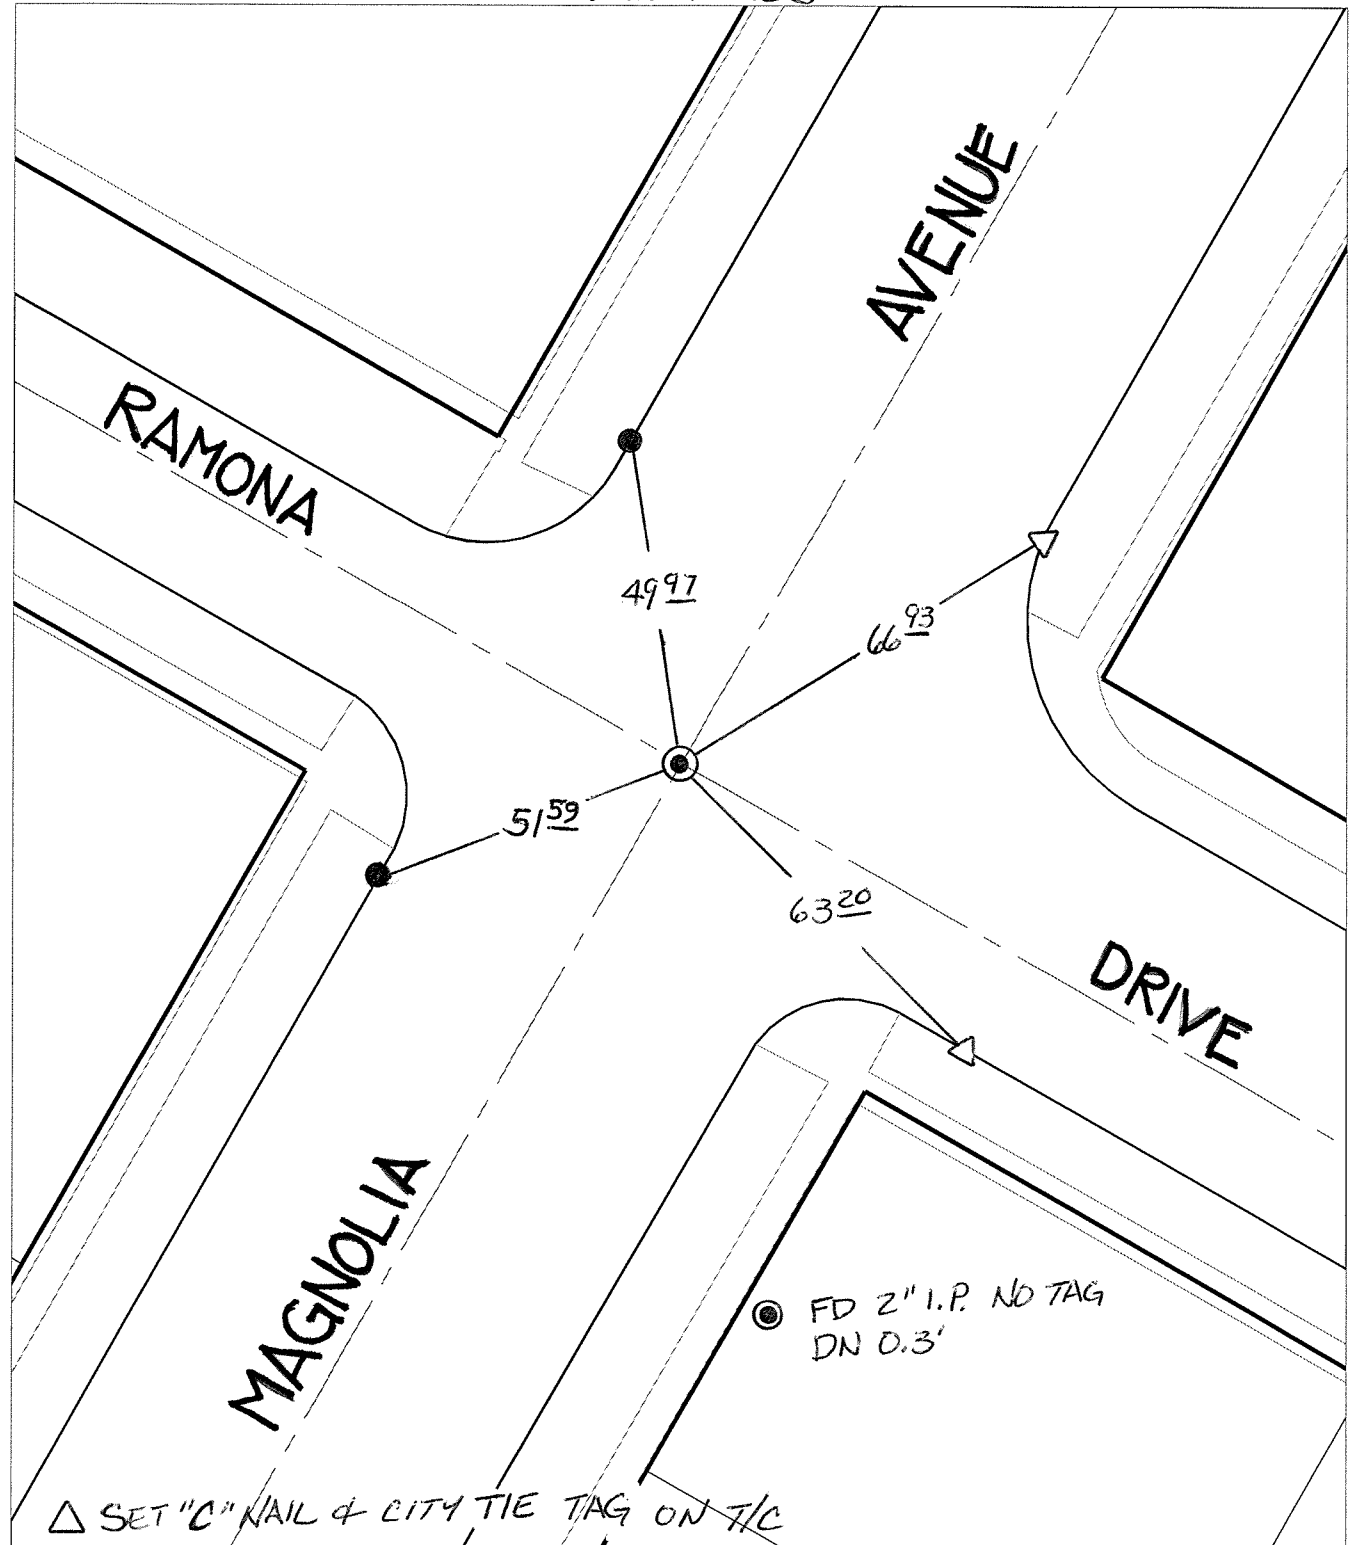 AVENUE
RAMONA
49 97
66 93
51 59
63 20
DRIVE
MAGNOLIA
FD 2" I.P. NO TAG
DN 0.3'
SET "C" NAIL & CITY TIE TAG ON T/C